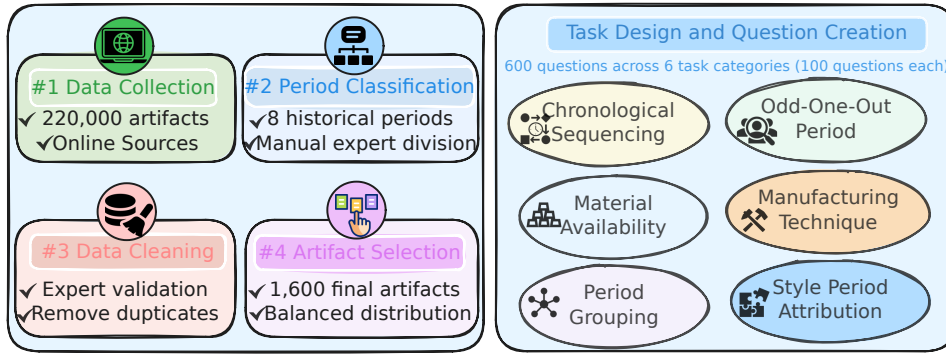 #1 Data Collection
220,000 artifacts
Online Sources
#2 Period Classification
8 historical periods
Manual expert division
#3 Data Cleaning
Expert validation
Remove dupticates
#4 Artifact Selection
1,600 final artifacts
Balanced distribution
Task Design and Question Creation
600 questions across 6 task categories (100 questions each)
Chronological
Sequencing
Odd-One-Out
Period
Material
Availability
Manufacturing
Technique
Period
Grouping
Style Period
Attribution